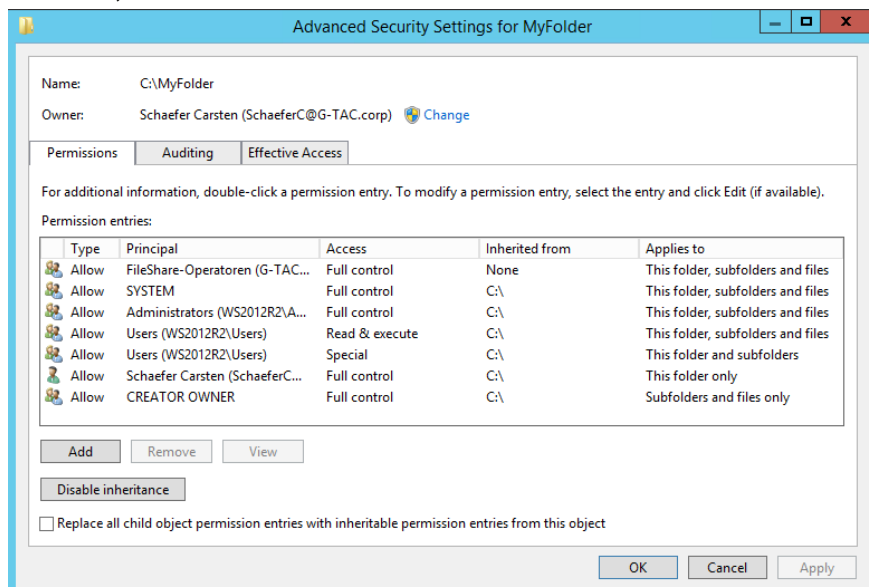 Advanced Security Settings for MyFolder
Name: C:\MyFolder
Owner: Schaefer Carsten (SchaeferC@G-TAC.corp) Change
Permissions Auditing Effective Access
For additional information, double-click a permission entry. To modify a permission entry, select the entry and click Edit (if available).
Permission entries:
Type Principal Access Inherited from Applies to
Allow FileShare-Operatoren (G-TAC... Full control None This folder, subfolders and files
Allow SYSTEM Full control C:\ This folder, subfolders and files
Allow Administrators (WS2012R2\A... Full control C:\ This folder, subfolders and files
Allow Users (WS2012R2\Users) Read & execute C:\ This folder, subfolders and files
Allow Users (WS2012R2\Users) Special C:\ This folder and subfolders
Allow Schaefer Carsten (SchaeferC... Full control C:\ This folder only
Allow CREATOR OWNER Full control C:\ Subfolders and files only
Add Remove View
Disable inheritance
Replace all child object permission entries with inheritable permission entries from this object
OK Cancel Apply